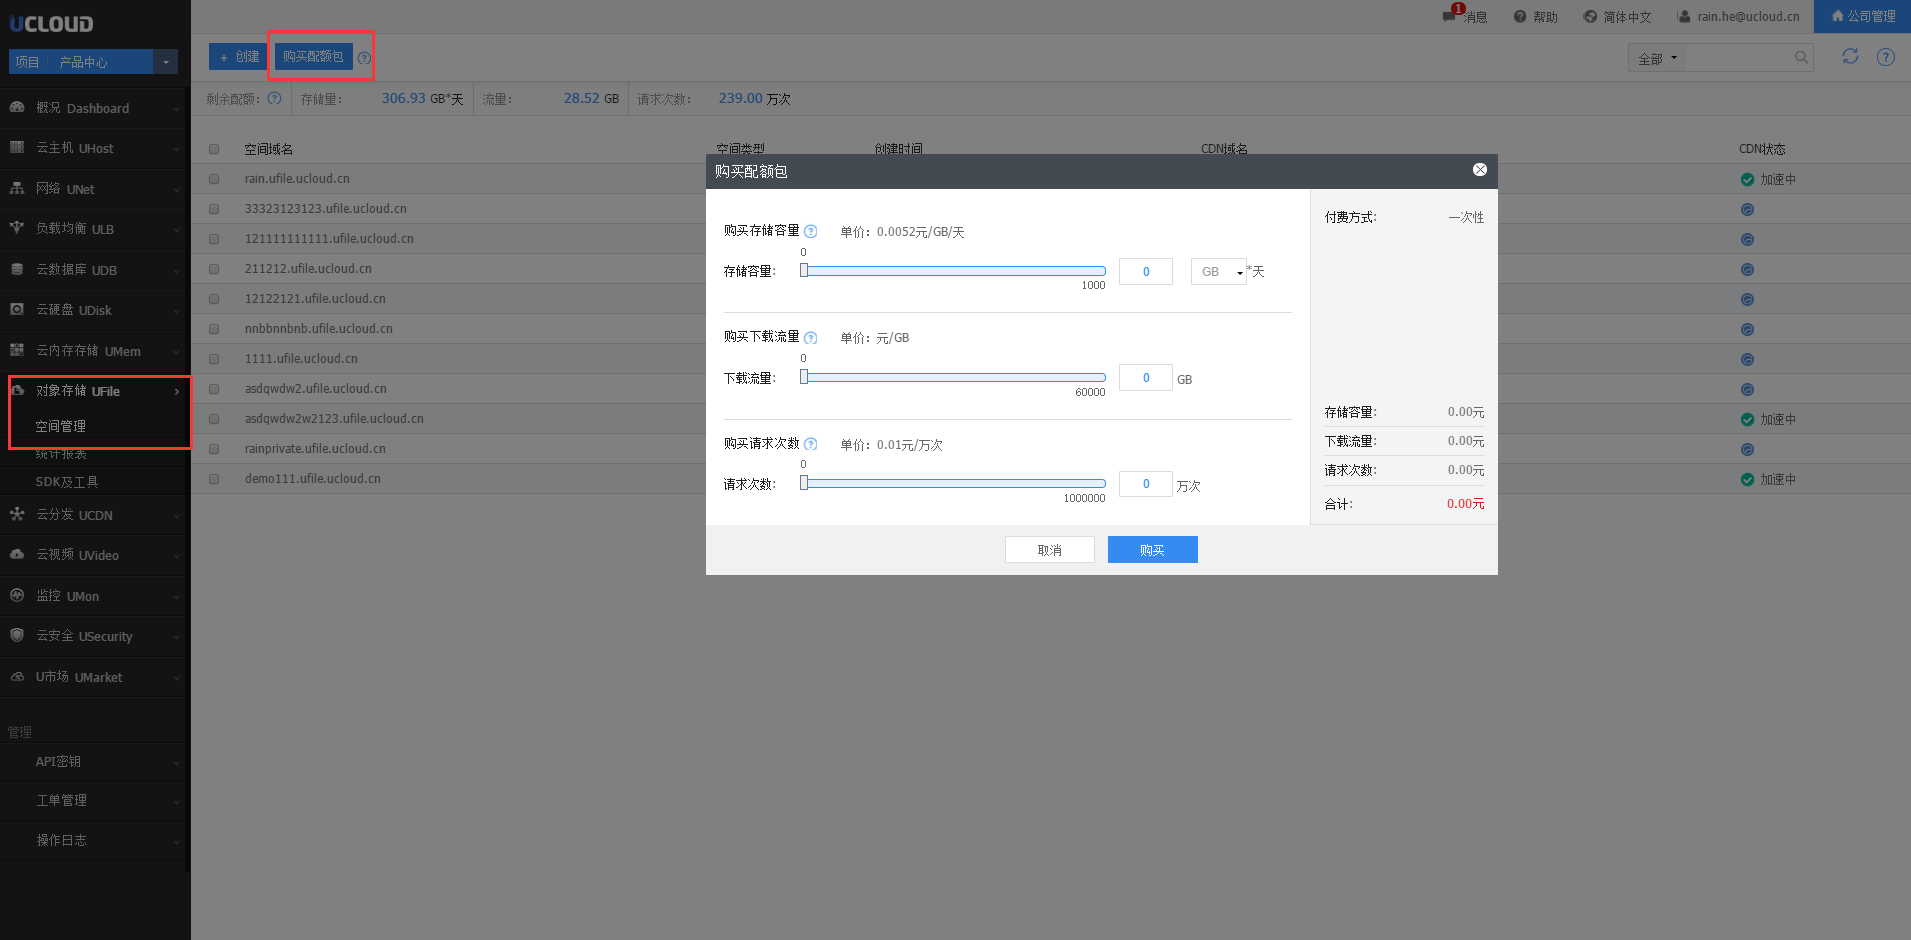 UCLOUD
项目 产品中心
概况 Dashboard
云主机 UHost
网络 UNet
负载均衡 ULB
云数据库 UDB
云硬盘 UDisk
云内存存储 UMem
对象存储 UFile
空间管理
统计报表
SDK及工具
云分发 UCDN
云视频 UVideo
监控 UMon
云安全 USecurity
U市场 UMarket
管理
API密钥
工单管理
操作日志
1 消息 帮助 简体中文 rain.he@ucloud.cn 公司管理
+ 创建 购买配额包 ? 全部 ?
剩余配额: ? 存储量: 306.93 GB*天 流量: 28.52 GB 请求次数: 239.00 万次
空间域名 空间类型 创建时间 CDN域名 CDN状态
rain.ufile.ucloud.cn 加速中
33323123123.ufile.ucloud.cn
121111111111.ufile.ucloud.cn
211212.ufile.ucloud.cn
12122121.ufile.ucloud.cn
nnbbnnbnb.ufile.ucloud.cn
1111.ufile.ucloud.cn
asdqwdw2.ufile.ucloud.cn
asdqwdw2w2123.ufile.ucloud.cn 加速中
rainprivate.ufile.ucloud.cn
demo111.ufile.ucloud.cn 加速中
购买配额包
购买存储容量 ? 单价: 0.0052元/GB/天
0
存储容量: 0 GB *天
1000
购买下载流量 ? 单价: 元/GB
0
下载流量: 0 GB
60000
购买请求次数 ? 单价: 0.01元/万次
0
请求次数: 0 万次
1000000
付费方式: 一次性
存储容量: 0.00元
下载流量: 0.00元
请求次数: 0.00元
合计: 0.00元
取消 购买